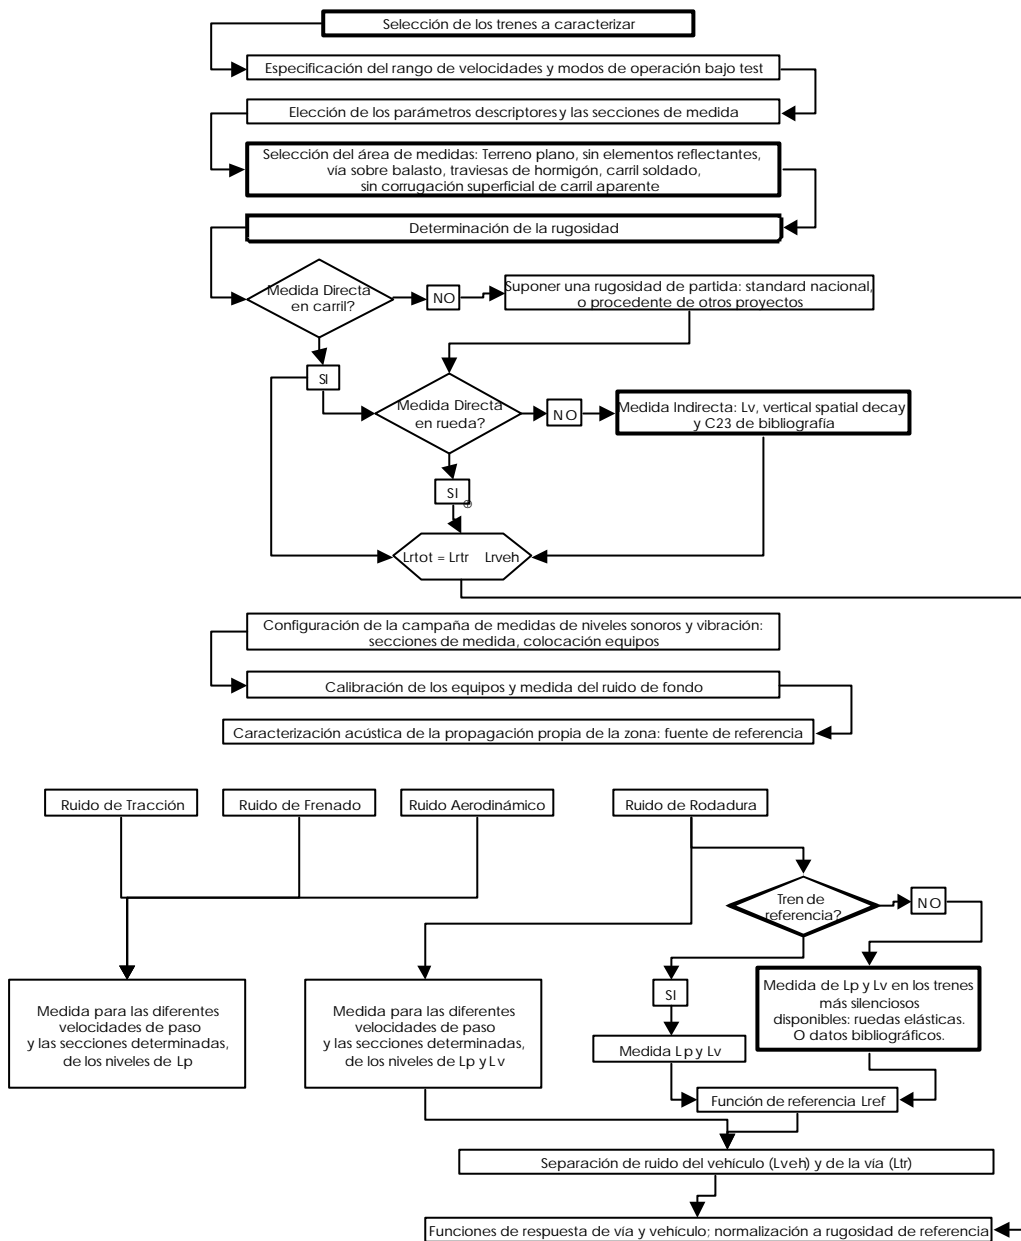 Selección de los trenes a caracterizar
Especificación del rango de velocidades y modos de operación bajo test
Elección de los parámetros descriptores y las secciones de medida
Selección del área de medidas: Terreno plano, sin elementos reflectantes,
vía sobre balasto, traviesas de hormigón, carril soldado,
sin corrugación superficial de carril aparente
Determinación de la rugosidad
Medida Directa
en carril?
NO
Suponer una rugosidad de partida: standard nacional,
o procedente de otros proyectos
SI
Medida Directa
en rueda?
NO
Medida Indirecta: Lv, vertical spatial decay
y C23 de bibliografía
SI
Lrtot = Lrtr Lrveh
Configuración de la campaña de medidas de niveles sonoros y vibración:
secciones de medida, colocación equipos
Calibración de los equipos y medida del ruido de fondo
Caracterización acústica de la propagación propia de la zona: fuente de referencia
Ruido de Tracción
Ruido de Frenado
Ruido Aerodinámico
Ruido de Rodadura
Tren de
referencia?
NO
SI
Medida para las diferentes
velocidades de paso
y las secciones determinadas,
de los niveles de Lp
Medida para las diferentes
velocidades de paso
y las secciones determinadas,
de los niveles de Lp y Lv
Medida Lp y Lv
Medida de Lp y Lv en los trenes
más silenciosos
disponibles: ruedas elásticas.
O datos bibliográficos.
Función de referencia Lref
Separación de ruido del vehículo (Lveh) y de la vía (Ltr)
Funciones de respuesta de vía y vehículo; normalización a rugosidad de referencia